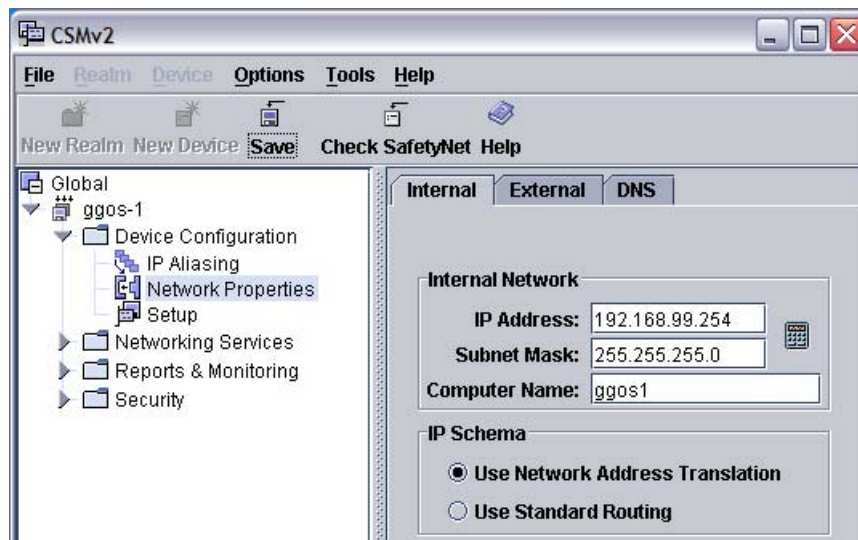 CSMv2
File Realm Device Options Tools Help
New Realm New Device Save Check SafetyNet Help
Global
ggos-1
Device Configuration
IP Aliasing
Network Properties
Setup
Networking Services
Reports & Monitoring
Security
Internal External DNS
Internal Network
IP Address: 192.168.99.254
Subnet Mask: 255.255.255.0
Computer Name: ggos1
IP Schema
Use Network Address Translation
Use Standard Routing